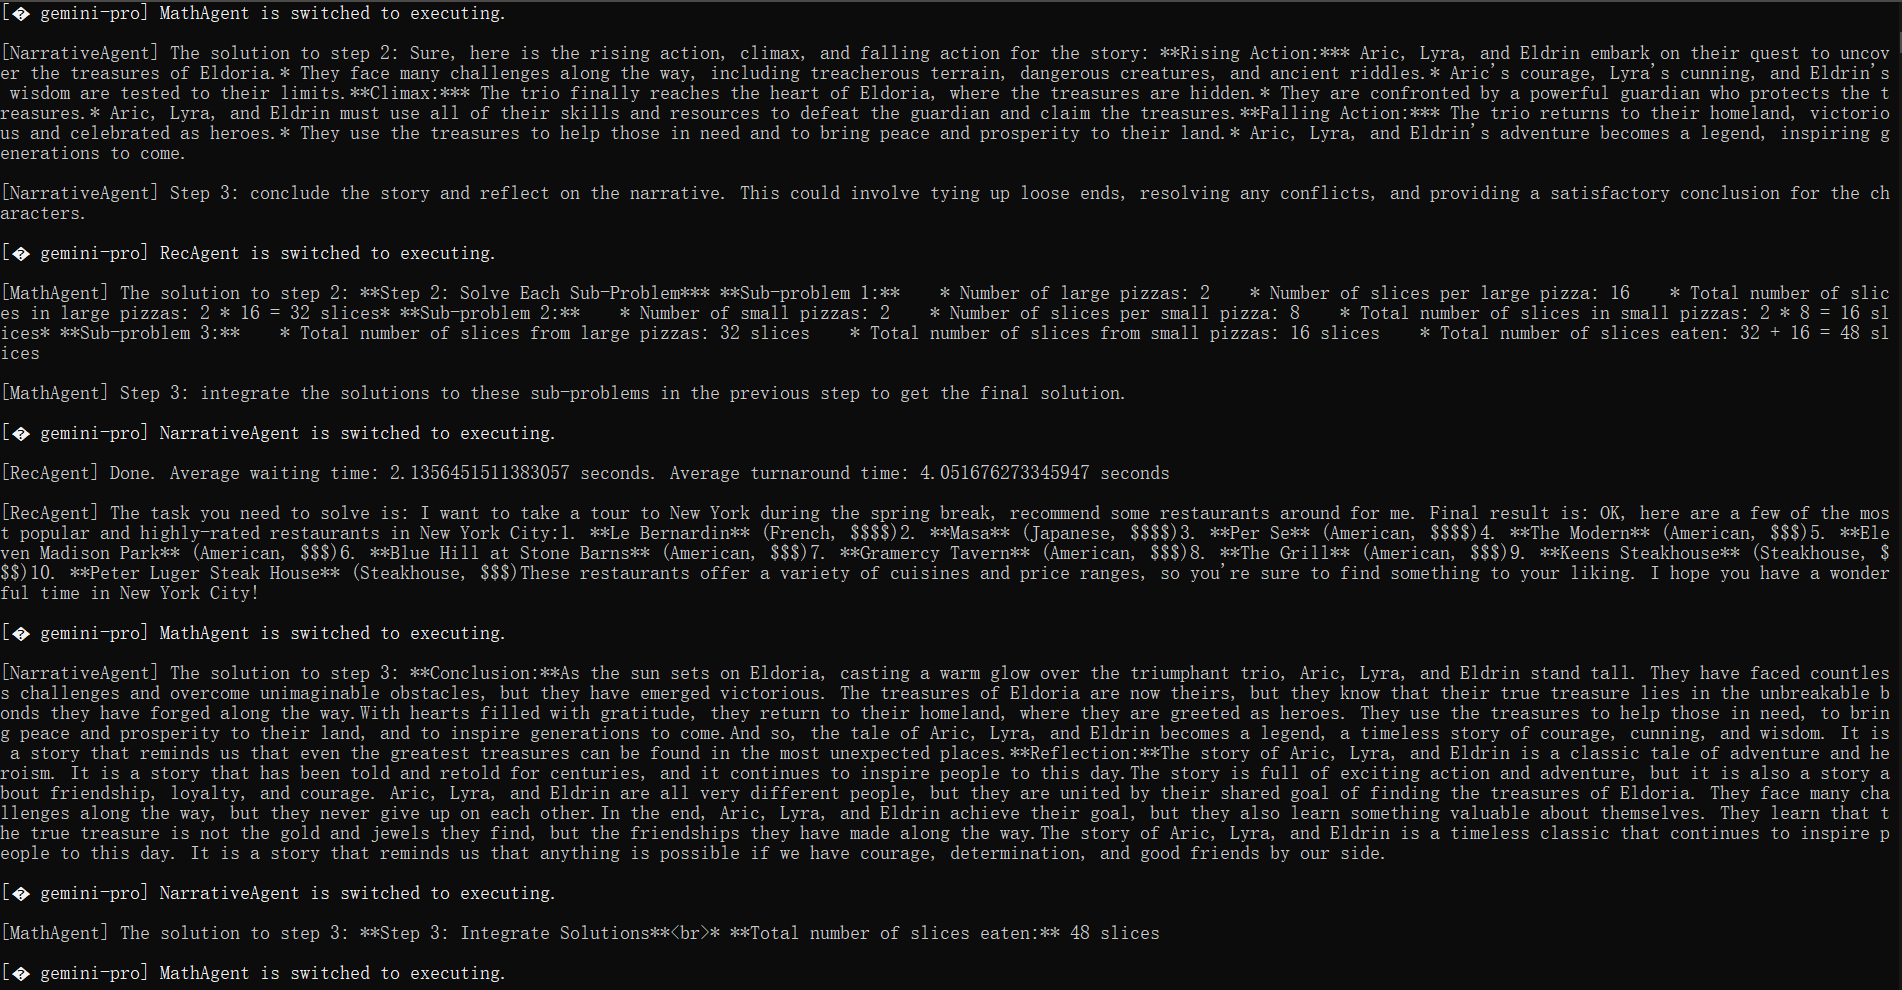 [� gemini-pro] MathAgent is switched to executing.
[NarrativeAgent] The solution to step 2: Sure, here is the rising action, climax, and falling action for the story: **Rising Action:*** Aric, Lyra, and Eldrin embark on their quest to uncov
er the treasures of Eldoria.* They face many challenges along the way, including treacherous terrain, dangerous creatures, and ancient riddles.* Aric's courage, Lyra's cunning, and Eldrin's
 wisdom are tested to their limits.**Climax:*** The trio finally reaches the heart of Eldoria, where the treasures are hidden.* They are confronted by a powerful guardian who protects the t
reasures.* Aric, Lyra, and Eldrin must use all of their skills and resources to defeat the guardian and claim the treasures.**Falling Action:*** The trio returns to their homeland, victorio
us and celebrated as heroes.* They use the treasures to help those in need and to bring peace and prosperity to their land.* Aric, Lyra, and Eldrin's adventure becomes a legend, inspiring g
enerations to come.
[NarrativeAgent] Step 3: conclude the story and reflect on the narrative. This could involve tying up loose ends, resolving any conflicts, and providing a satisfactory conclusion for the ch
aracters.
[� gemini-pro] RecAgent is switched to executing.
[MathAgent] The solution to step 2: **Step 2: Solve Each Sub-Problem*** **Sub-problem 1:**    * Number of large pizzas: 2    * Number of slices per large pizza: 16    * Total number of slic
es in large pizzas: 2 * 16 = 32 slices* **Sub-problem 2:**    * Number of small pizzas: 2    * Number of slices per small pizza: 8    * Total number of slices in small pizzas: 2 * 8 = 16 sl
ices* **Sub-problem 3:**    * Total number of slices from large pizzas: 32 slices    * Total number of slices from small pizzas: 16 slices    * Total number of slices eaten: 32 + 16 = 48 sl
ices
[MathAgent] Step 3: integrate the solutions to these sub-problems in the previous step to get the final solution.
[� gemini-pro] NarrativeAgent is switched to executing.
[RecAgent] Done. Average waiting time: 2.1356451511383057 seconds. Average turnaround time: 4.051676273345947 seconds
[RecAgent] The task you need to solve is: I want to take a tour to New York during the spring break, recommend some restaurants around for me. Final result is: OK, here are a few of the mos
t popular and highly-rated restaurants in New York City:1. **Le Bernardin** (French, $$$$)2. **Masa** (Japanese, $$$$)3. **Per Se** (American, $$$$)4. **The Modern** (American, $$$)5. **Ele
ven Madison Park** (American, $$$)6. **Blue Hill at Stone Barns** (American, $$$)7. **Gramercy Tavern** (American, $$$)8. **The Grill** (American, $$$)9. **Keens Steakhouse** (Steakhouse, $
$$)10. **Peter Luger Steak House** (Steakhouse, $$$)These restaurants offer a variety of cuisines and price ranges, so you're sure to find something to your liking. I hope you have a wonder
ful time in New York City!
[� gemini-pro] MathAgent is switched to executing.
[NarrativeAgent] The solution to step 3: **Conclusion:**As the sun sets on Eldoria, casting a warm glow over the triumphant trio, Aric, Lyra, and Eldrin stand tall. They have faced countles
s challenges and overcome unimaginable obstacles, but they have emerged victorious. The treasures of Eldoria are now theirs, but they know that their true treasure lies in the unbreakable b
onds they have forged along the way.With hearts filled with gratitude, they return to their homeland, where they are greeted as heroes. They use the treasures to help those in need, to brin
g peace and prosperity to their land, and to inspire generations to come.And so, the tale of Aric, Lyra, and Eldrin becomes a legend, a timeless story of courage, cunning, and wisdom. It is
 a story that reminds us that even the greatest treasures can be found in the most unexpected places.**Reflection:**The story of Aric, Lyra, and Eldrin is a classic tale of adventure and he
roism. It is a story that has been told and retold for centuries, and it continues to inspire people to this day.The story is full of exciting action and adventure, but it is also a story a
bout friendship, loyalty, and courage. Aric, Lyra, and Eldrin are all very different people, but they are united by their shared goal of finding the treasures of Eldoria. They face many cha
llenges along the way, but they never give up on each other.In the end, Aric, Lyra, and Eldrin achieve their goal, but they also learn something valuable about themselves. They learn that t
he true treasure is not the gold and jewels they find, but the friendships they have made along the way.The story of Aric, Lyra, and Eldrin is a timeless classic that continues to inspire p
eople to this day. It is a story that reminds us that anything is possible if we have courage, determination, and good friends by our side.
[� gemini-pro] NarrativeAgent is switched to executing.
[MathAgent] The solution to step 3: **Step 3: Integrate Solutions**<br>* **Total number of slices eaten:** 48 slices
[� gemini-pro] MathAgent is switched to executing.